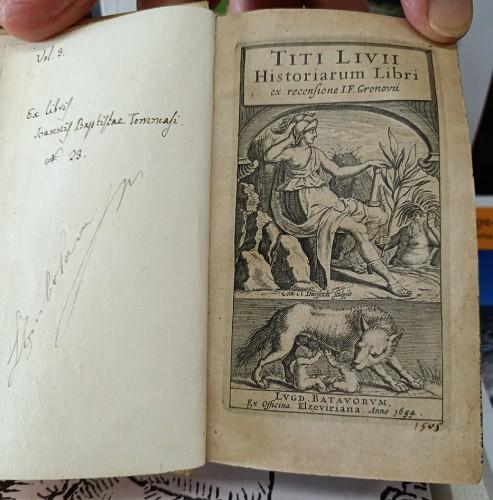 Vol. 3.
Ex libris
Joannis Baptistae Tommasi.
N. 23.
TITI LIVII
Historiarum Libri
ex recensione I.F. Gronovii
sculpsit
LVGD. BATAVORVM,
Ex Officina Elzeviriana. Anno 1654.